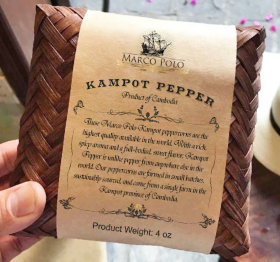 MARCO POLO
KAMPOT PEPPER
Product of Cambodia
These Marco Polo Kampot peppercorns are the
highest quality available in the world. With a rich
spicy aroma and a full-bodied, sweet flavor, Kampot
Pepper is unlike pepper from anywhere else in the
world. Our peppercorns are farmed in small batches,
sustainably sourced, and come from a single farm in the
Kampot province of Cambodia.
Product Weight: 4 oz